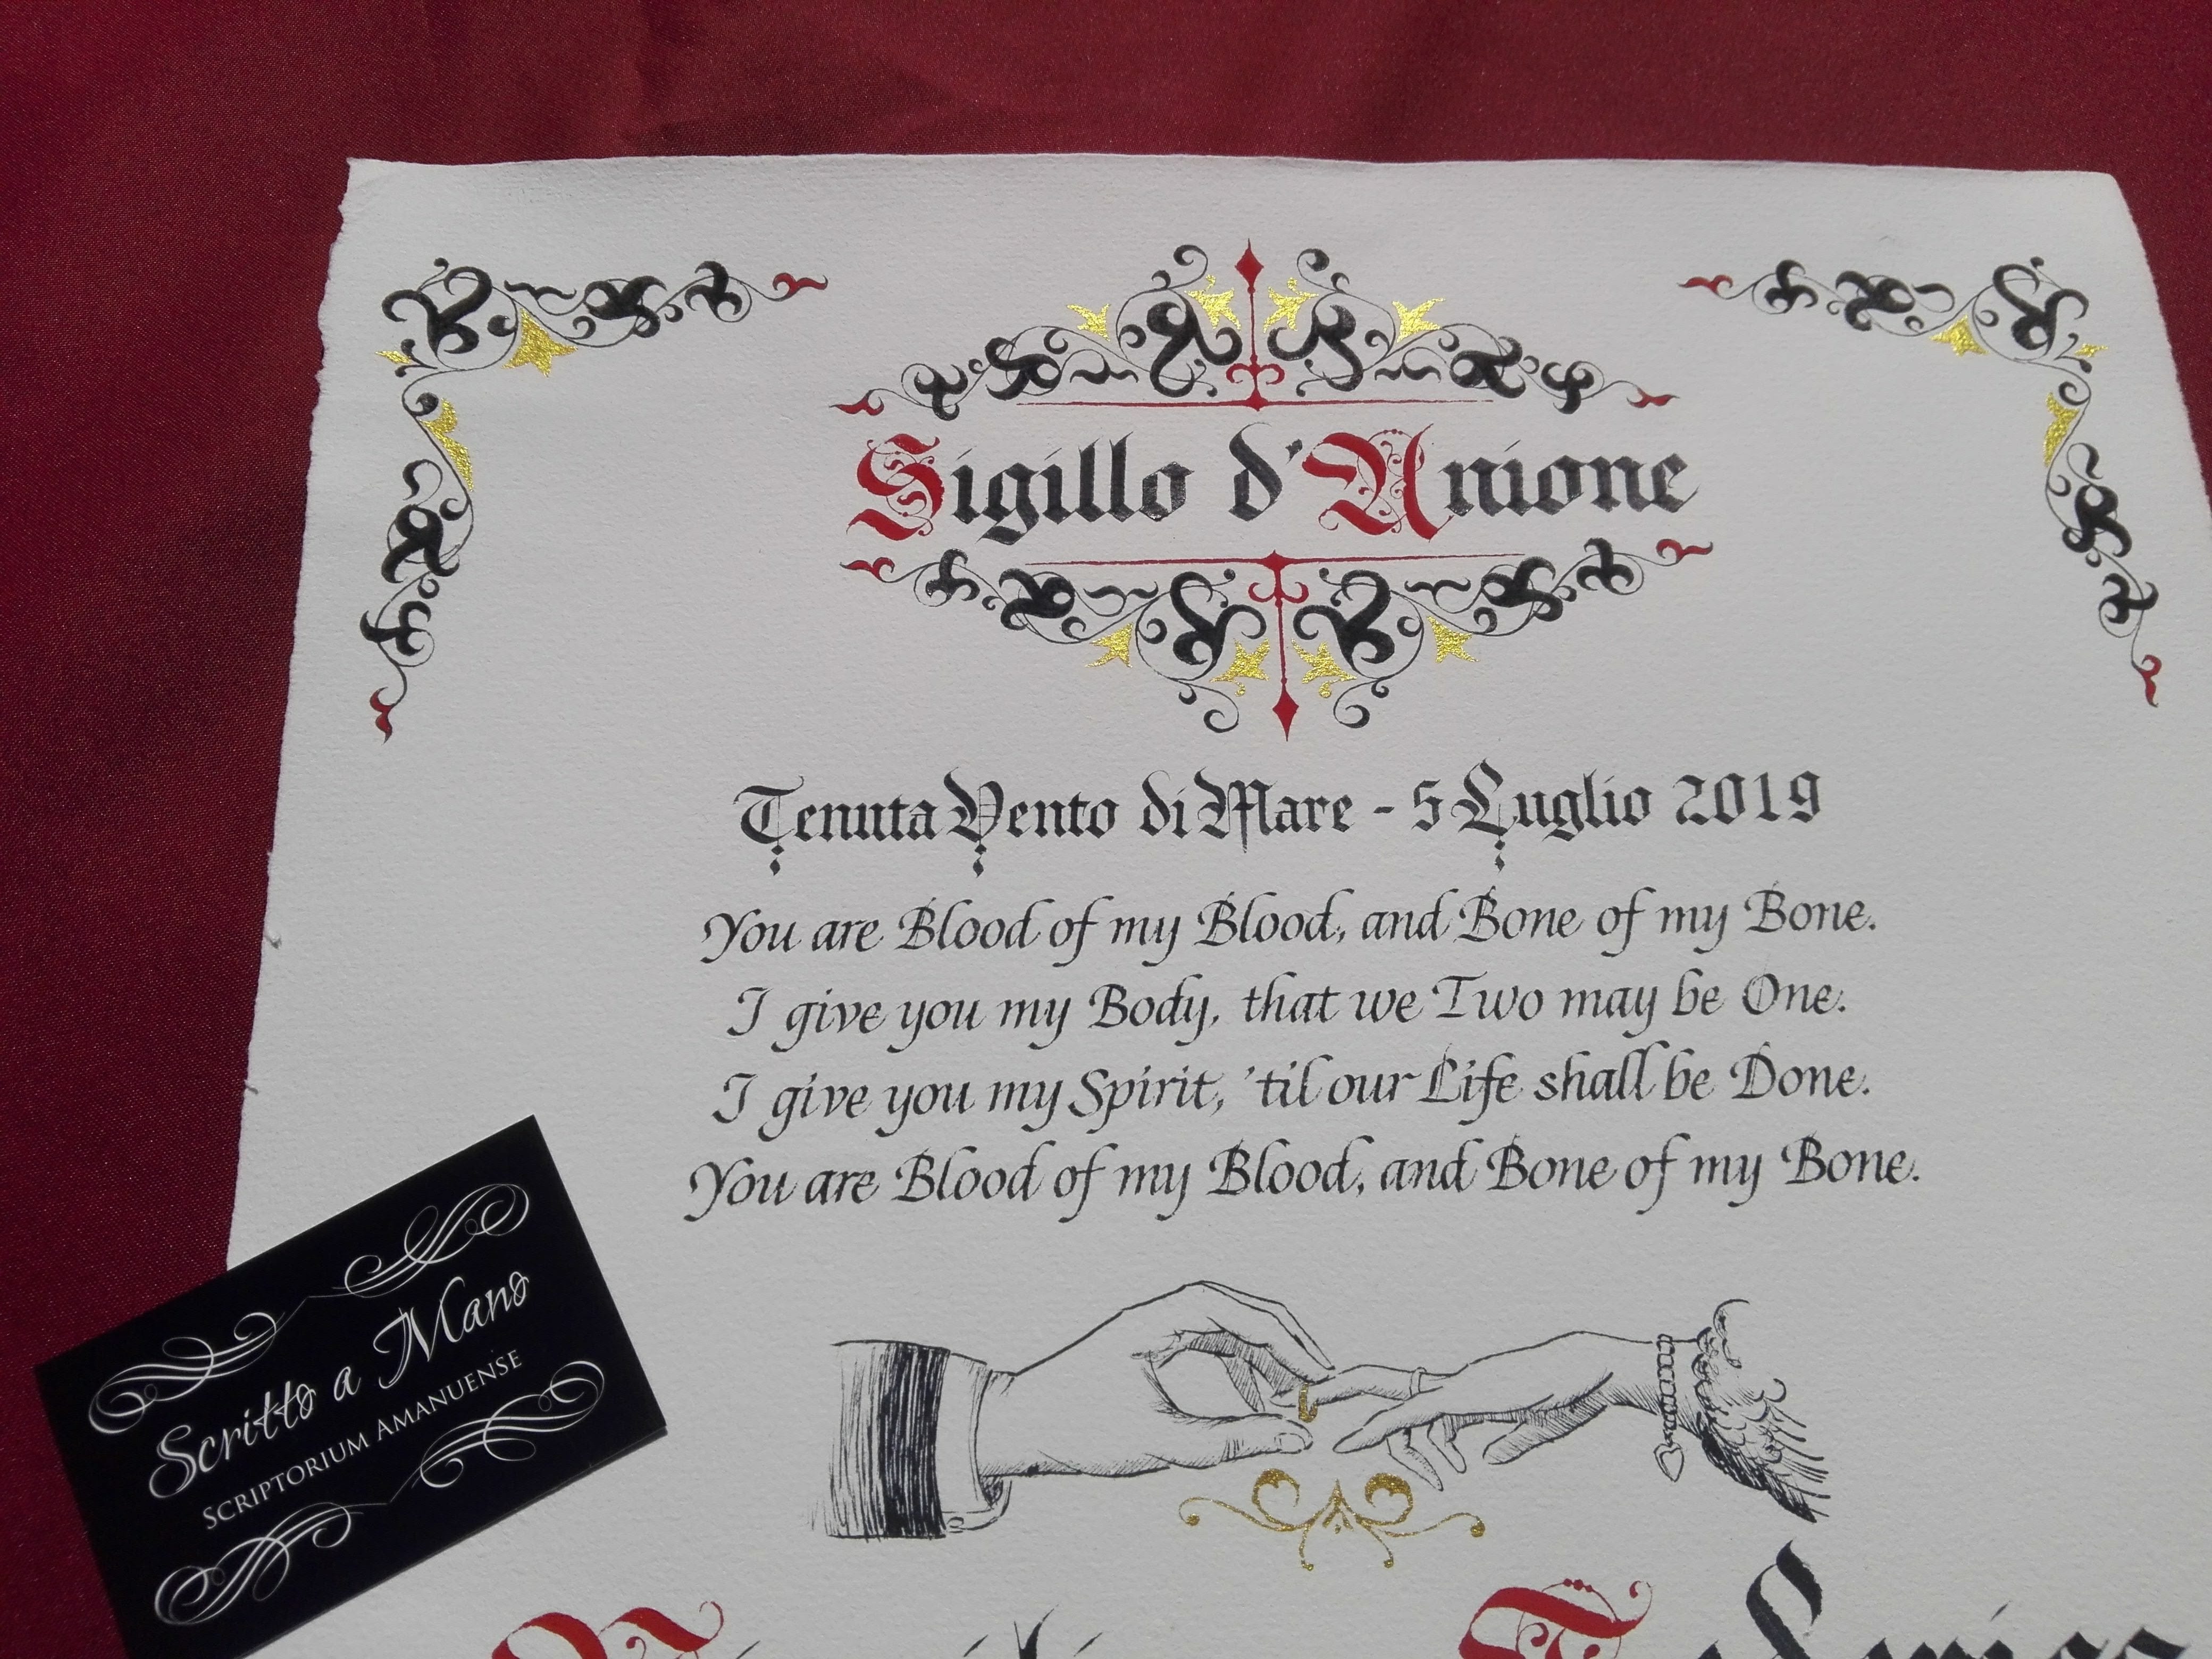 Sigillo d'Unione
Tenuta Vento di Mare - 5 Luglio 2019
You are Blood of my Blood, and Bone of my Bone.
I give you my Body, that we Two may be One.
I give you my Spirit, 'til our Life shall be Done.
You are Blood of my Blood, and Bone of my Bone.
Scritto a Mano
SCRIPTORIUM AMANUENSE